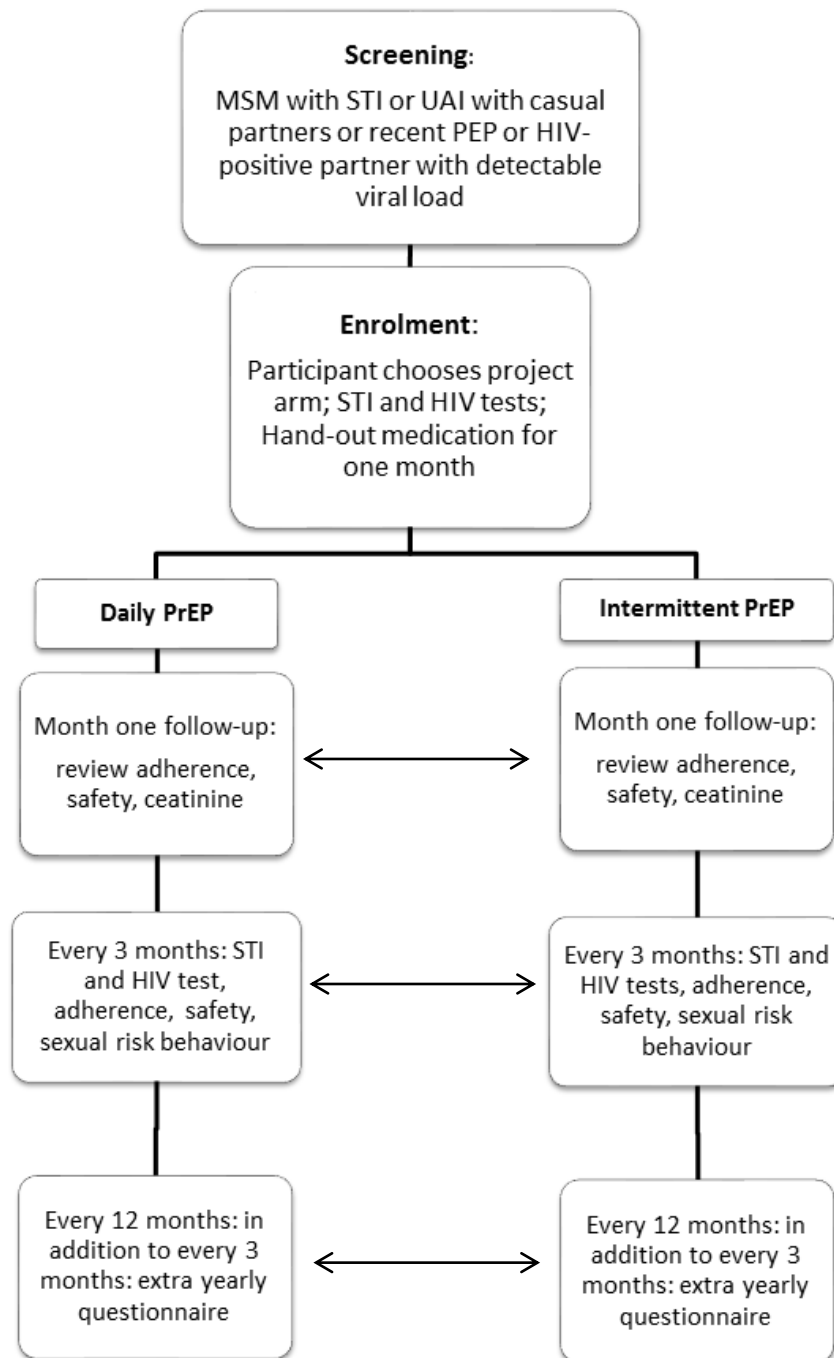 Screening:
MSM with STI or UAI with casual
partners or recent PEP or HIV-
positive partner with detectable
viral load
Enrolment:
Participant chooses project
arm; STI and HIV tests;
Hand-out medication for
one month
Daily PrEP
Intermittent PrEP
Month one follow-up:
review adherence,
safety, ceatinine
Month one follow-up:
review adherence,
safety, ceatinine
Every 3 months: STI
and HIV test,
adherence, safety,
sexual risk behaviour
Every 3 months: STI and
HIV tests, adherence,
safety, sexual risk
behaviour
Every 12 months: in
addition to every 3
months: extra yearly
questionnaire
Every 12 months: in
addition to every 3
months: extra yearly
questionnaire